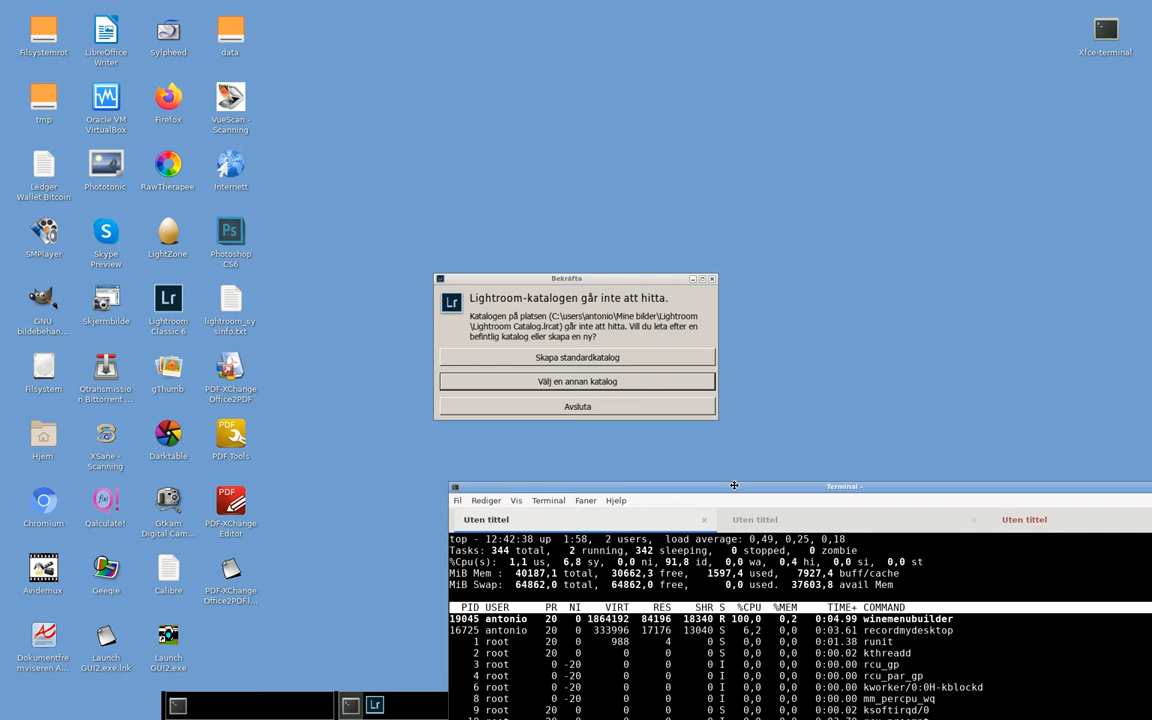 Filsystemrot
LibreOffice
Writer
Sylpheed
data
Xfce-terminal
tmp
Oracle VM
VirtualBox
Firefox
VueScan -
Scanning
Ledger
Wallet Bitcoin
Phototonic
RawTherapee
Internett
SMPlayer
Skype
Preview
LightZone
Photoshop
CS6
GNU
bildebehan...
Skjermbilde
Lightroom
Classic 6
lightroom_sy
sinfo.txt
Filsystem
Qtransmissio
n Bittorrent ...
gThumb
PDF-XChange
Office2PDF
Hjem
XSane -
Scanning
Darktable
PDF Tools
Chromium
Qalculate!
Gtkam
Digital Cam...
PDF-XChange
Editor
Avidemux
Geeqie
Calibre
PDF-XChange
Office2PDF.l...
Dokumentfre
mviseren A...
Launch
GUI2.exe.lnk
Launch
GUI2.exe
Bekräfta
Lightroom-katalogen går inte att hitta.
Katalogen på platsen (C:\users\antonio\Mine bilder\Lightroom
\Lightroom Catalog.lrcat) går inte att hitta. Vill du leta efter en
befintlig katalog eller skapa en ny?
Skapa standardkatalog
Välj en annan katalog
Avsluta
Terminal -
Fil Rediger Vis Terminal Faner Hjelp
Uten tittel Uten tittel Uten tittel
top - 12:42:38 up 1:58, 2 users, load average: 0,49, 0,25, 0,18
Tasks: 344 total, 2 running, 342 sleeping, 0 stopped, 0 zombie
%Cpu(s): 1,1 us, 6,8 sy, 0,0 ni, 91,8 id, 0,0 wa, 0,4 hi, 0,0 si, 0,0 st
MiB Mem : 40187,1 total, 30662,3 free, 1597,4 used, 7927,4 buff/cache
MiB Swap: 64862,0 total, 64862,0 free, 0,0 used. 37603,8 avail Mem
PID USER PR NI VIRT RES SHR S %CPU %MEM TIME+ COMMAND
19045 antonio 20 0 1864192 84196 18340 R 100,0 0,2 0:04.99 winemenubuilder
16725 antonio 20 0 333996 17176 13040 S 6,2 0,0 0:03.61 recordmydesktop
1 root 20 0 988 4 0 S 0,0 0,0 0:01.38 runit
2 root 20 0 0 0 0 S 0,0 0,0 0:00.02 kthreadd
3 root 0 -20 0 0 0 I 0,0 0,0 0:00.00 rcu_gp
4 root 0 -20 0 0 0 I 0,0 0,0 0:00.00 rcu_par_gp
6 root 0 -20 0 0 0 I 0,0 0,0 0:00.00 kworker/0:0H-kblockd
8 root 0 -20 0 0 0 I 0,0 0,0 0:00.00 mm_percpu_wq
9 root 20 0 0 0 0 S 0,0 0,0 0:00.02 ksoftirqd/0